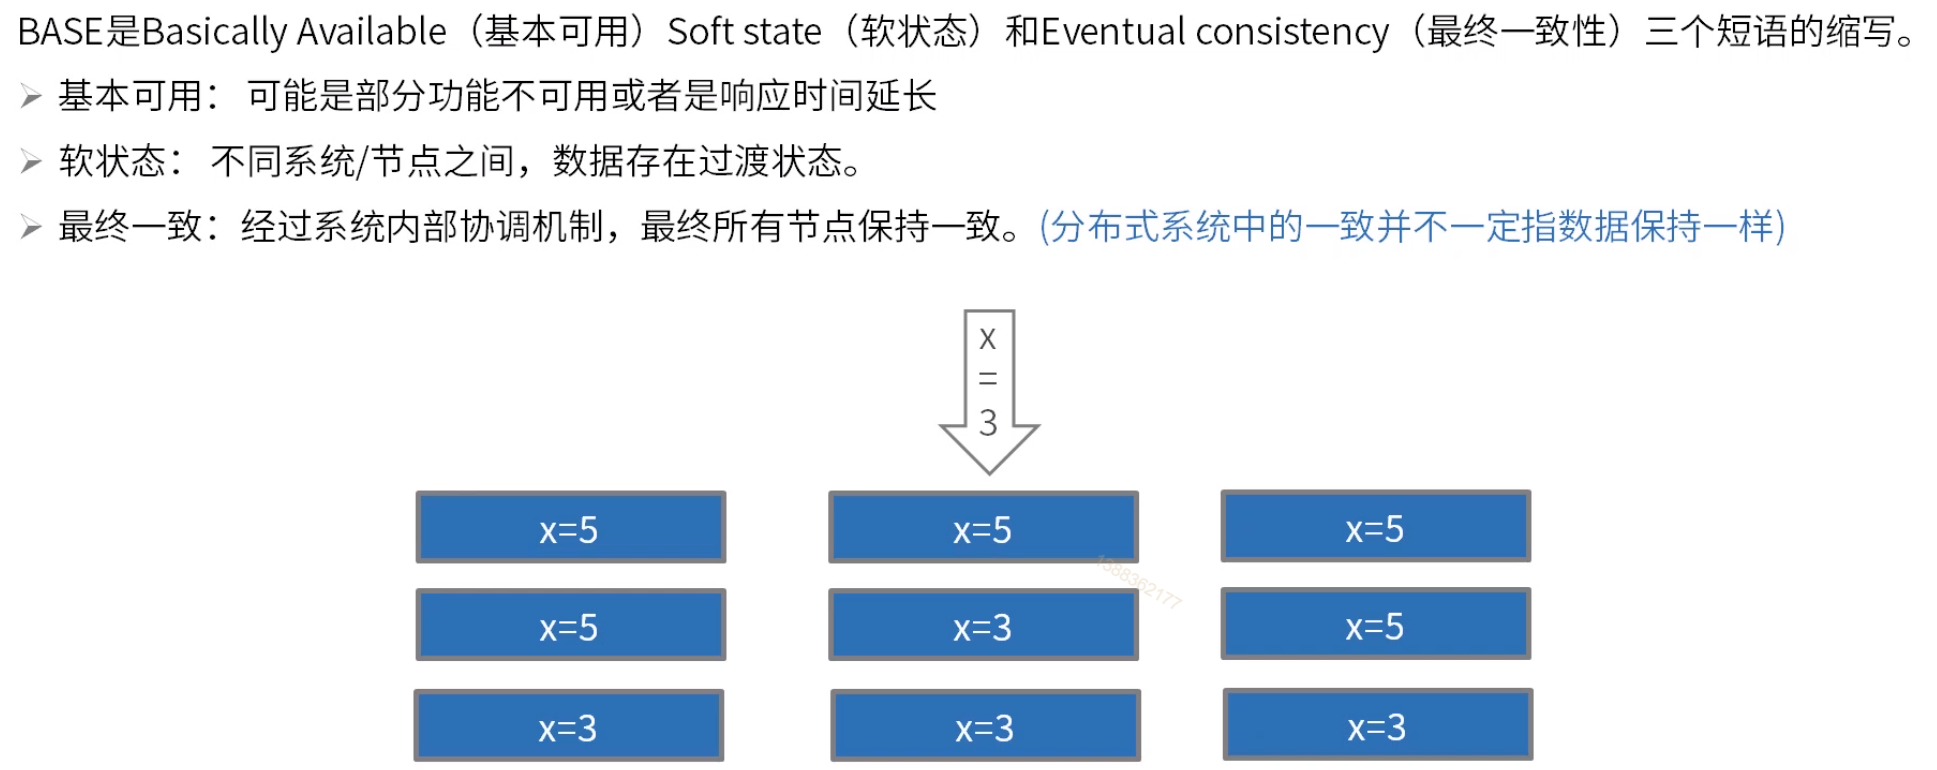 BASE是Basically Available（基本可用）Soft state（软状态）和Eventual consistency（最终一致性）三个短语的缩写。
基本可用： 可能是部分功能不可用或者是响应时间延长
软状态： 不同系统/节点之间，数据存在过渡状态。
最终一致：经过系统内部协调机制，最终所有节点保持一致。(分布式系统中的一致并不一定指数据保持一样)
x
=
3
x=5 x=5 x=5
1388362177
x=5 x=3 x=5
x=3 x=3 x=3